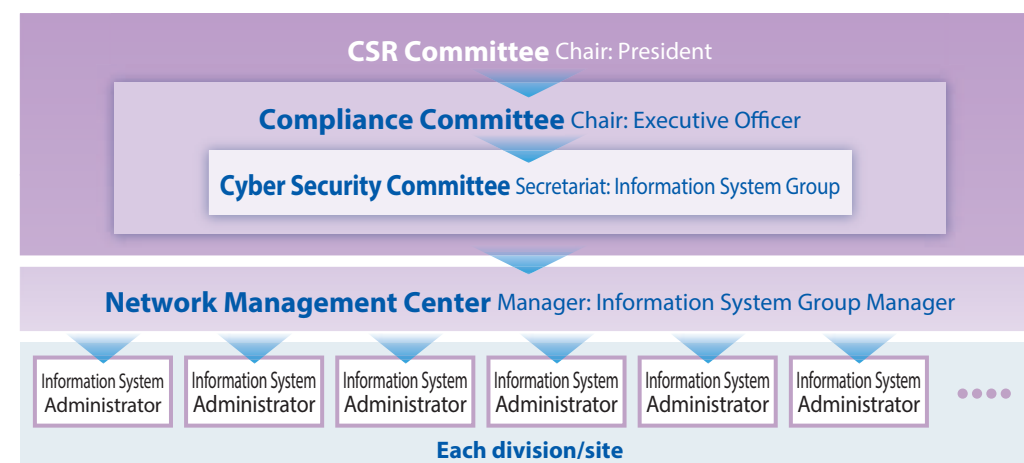 CSR Committee Chair: President
Compliance Committee Chair: Executive Officer
Cyber Security Committee Secretariat: Information System Group
Network Management Center Manager: Information System Group Manager
Information System
Administrator
Information System
Administrator
Information System
Administrator
Information System
Administrator
Information System
Administrator
Information System
Administrator
Each division/site